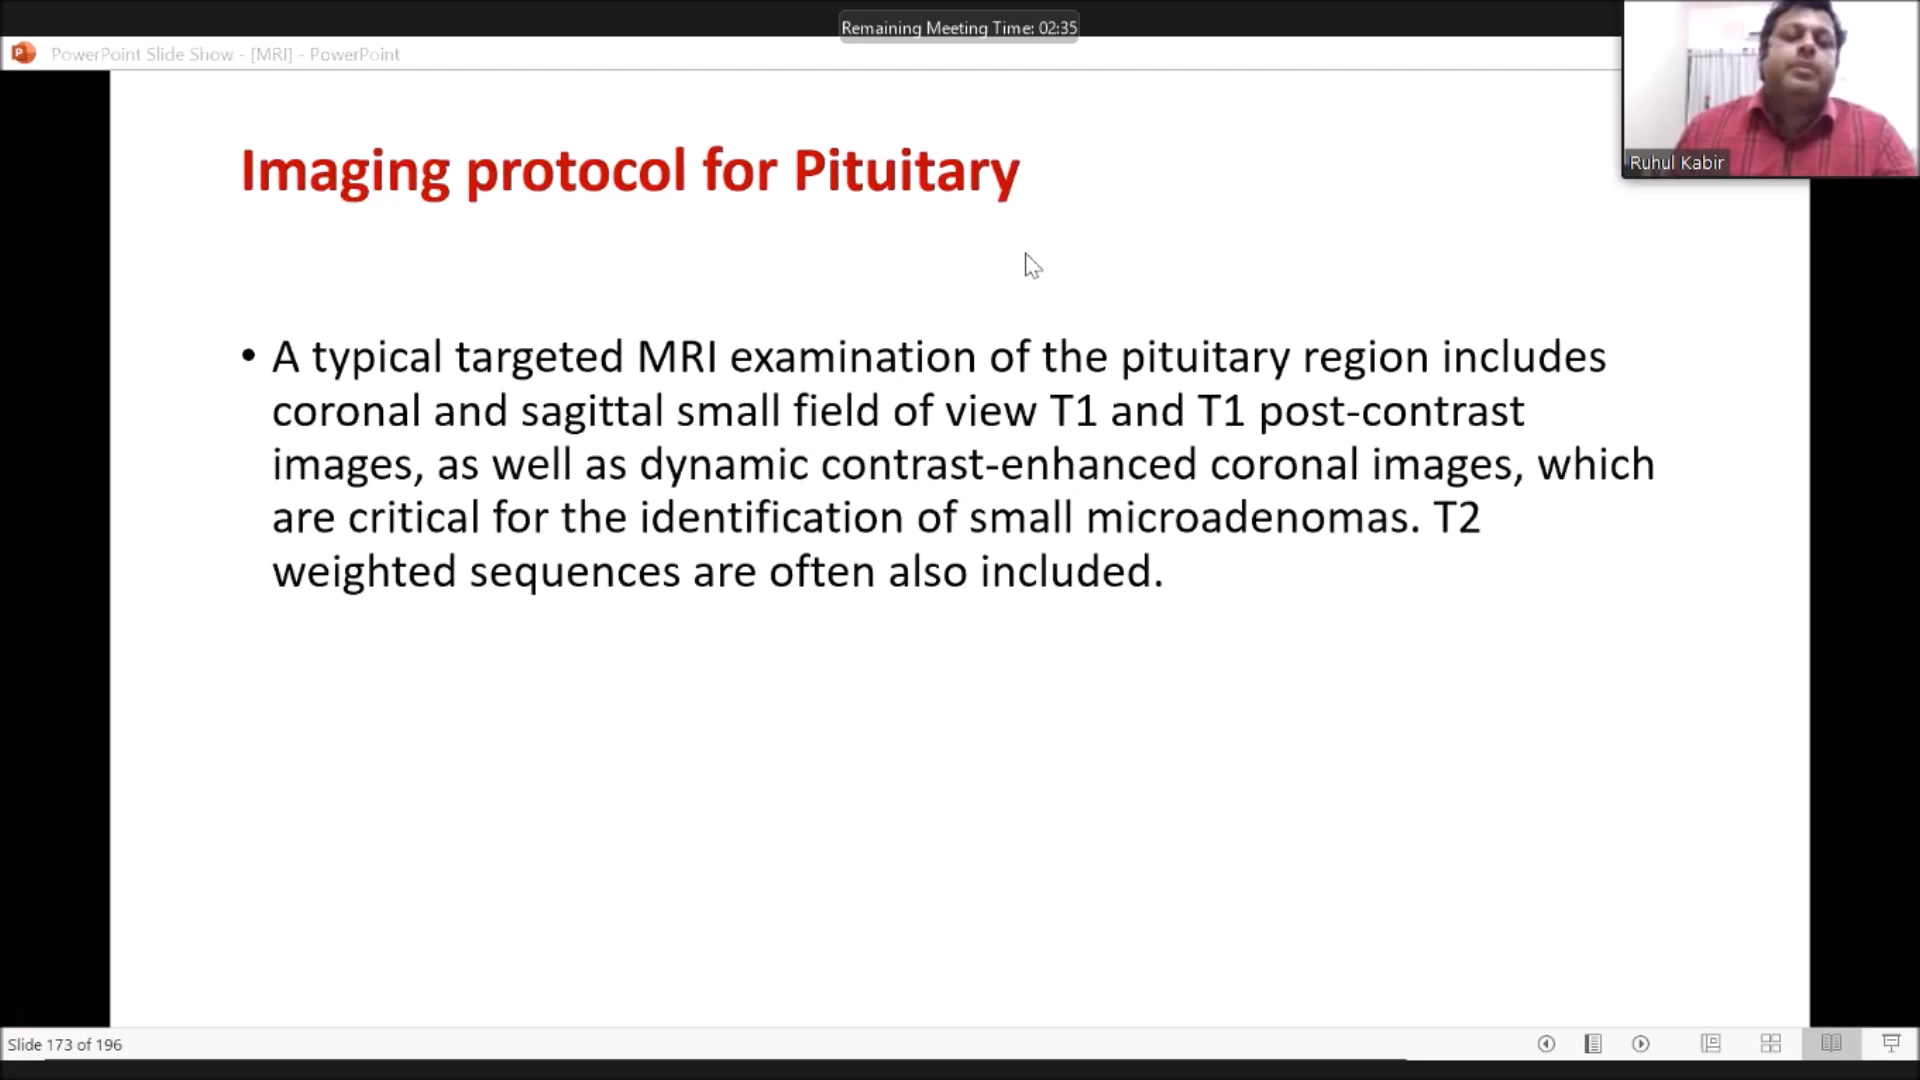 Remaining Meeting Time: 02:35
PowerPoint Slide Show - [MRI] - PowerPoint
Ruhul Kabir
Imaging protocol for Pituitary
• A typical targeted MRI examination of the pituitary region includes
coronal and sagittal small field of view T1 and T1 post-contrast
images, as well as dynamic contrast-enhanced coronal images, which
are critical for the identification of small microadenomas. T2
weighted sequences are often also included.
Slide 173 of 196